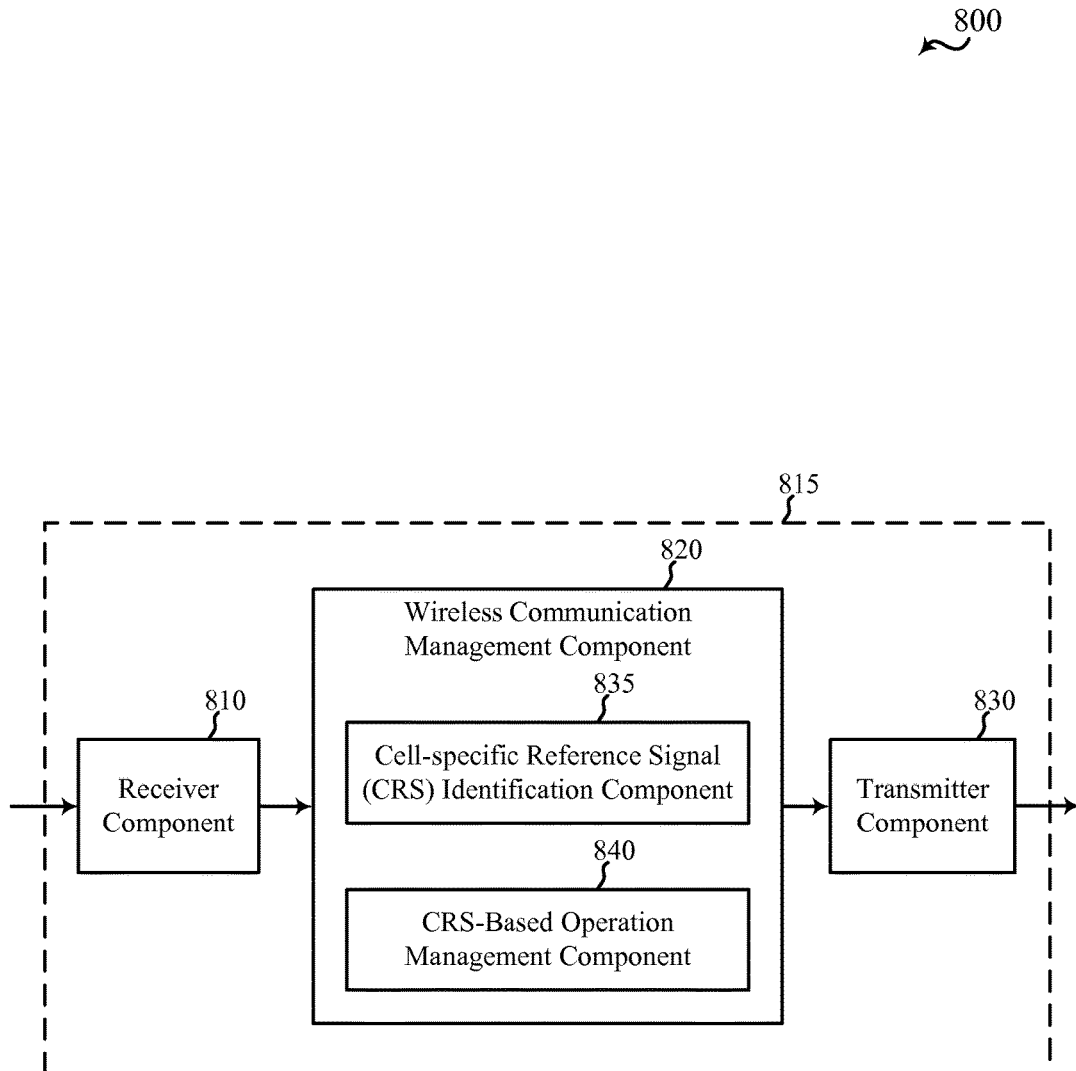 800
815
820
Wireless Communication
Management Component
810
835
830
Receiver
Component
Cell-specific Reference Signal
(CRS) Identification Component
Transmitter
Component
840
CRS-Based Operation
Management Component